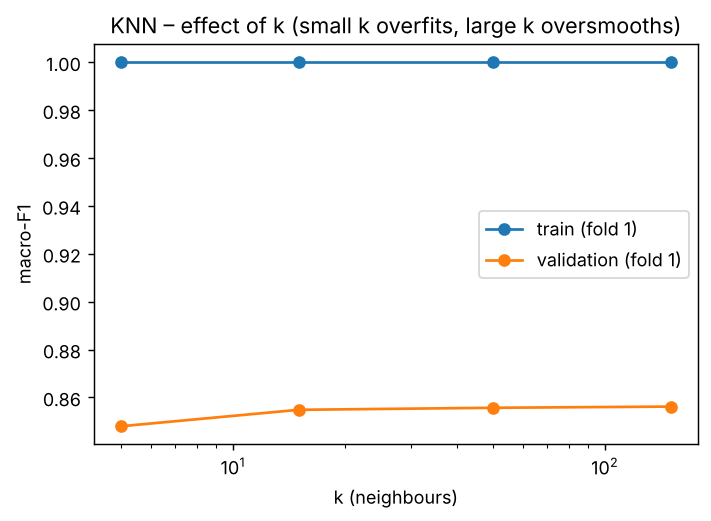 KNN – effect of k (small k overfits, large k oversmooths)
macro-F1
1.00
0.98
0.96
0.94
0.92
0.90
0.88
0.86
train (fold 1)
validation (fold 1)
10¹
10²
k (neighbours)